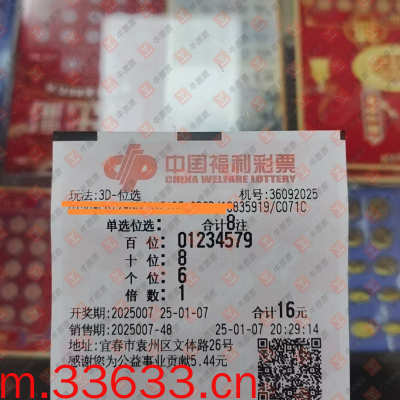 中国福利彩票
CHINA WELFARE LOTTERY
玩法:3D-位选 机号:36092025
835919/C071C
单选位选: 合计8注
百 位: 01234579
十 位: 8
个 位: 6
倍 数: 1
开奖期:2025007 25-01-07 合计16元
销售期:2025007-48 25-01-07 20:29:14
地址:宜春市袁州区文体路26号
感谢您为公益事业贡献5.44元
m.33633.cn